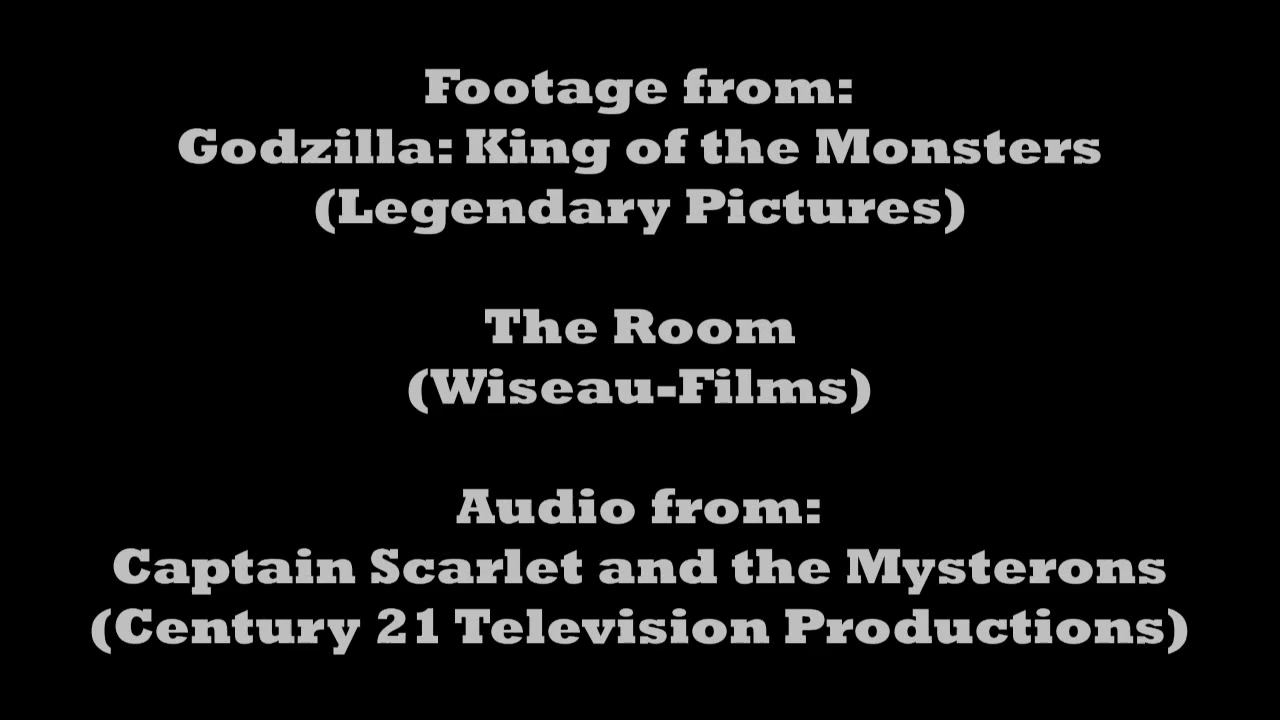 Footage from:
Godzilla: King of the Monsters
(Legendary Pictures)
The Room
(Wiseau-Films)
Audio from:
Captain Scarlet and the Mysterons
(Century 21 Television Productions)